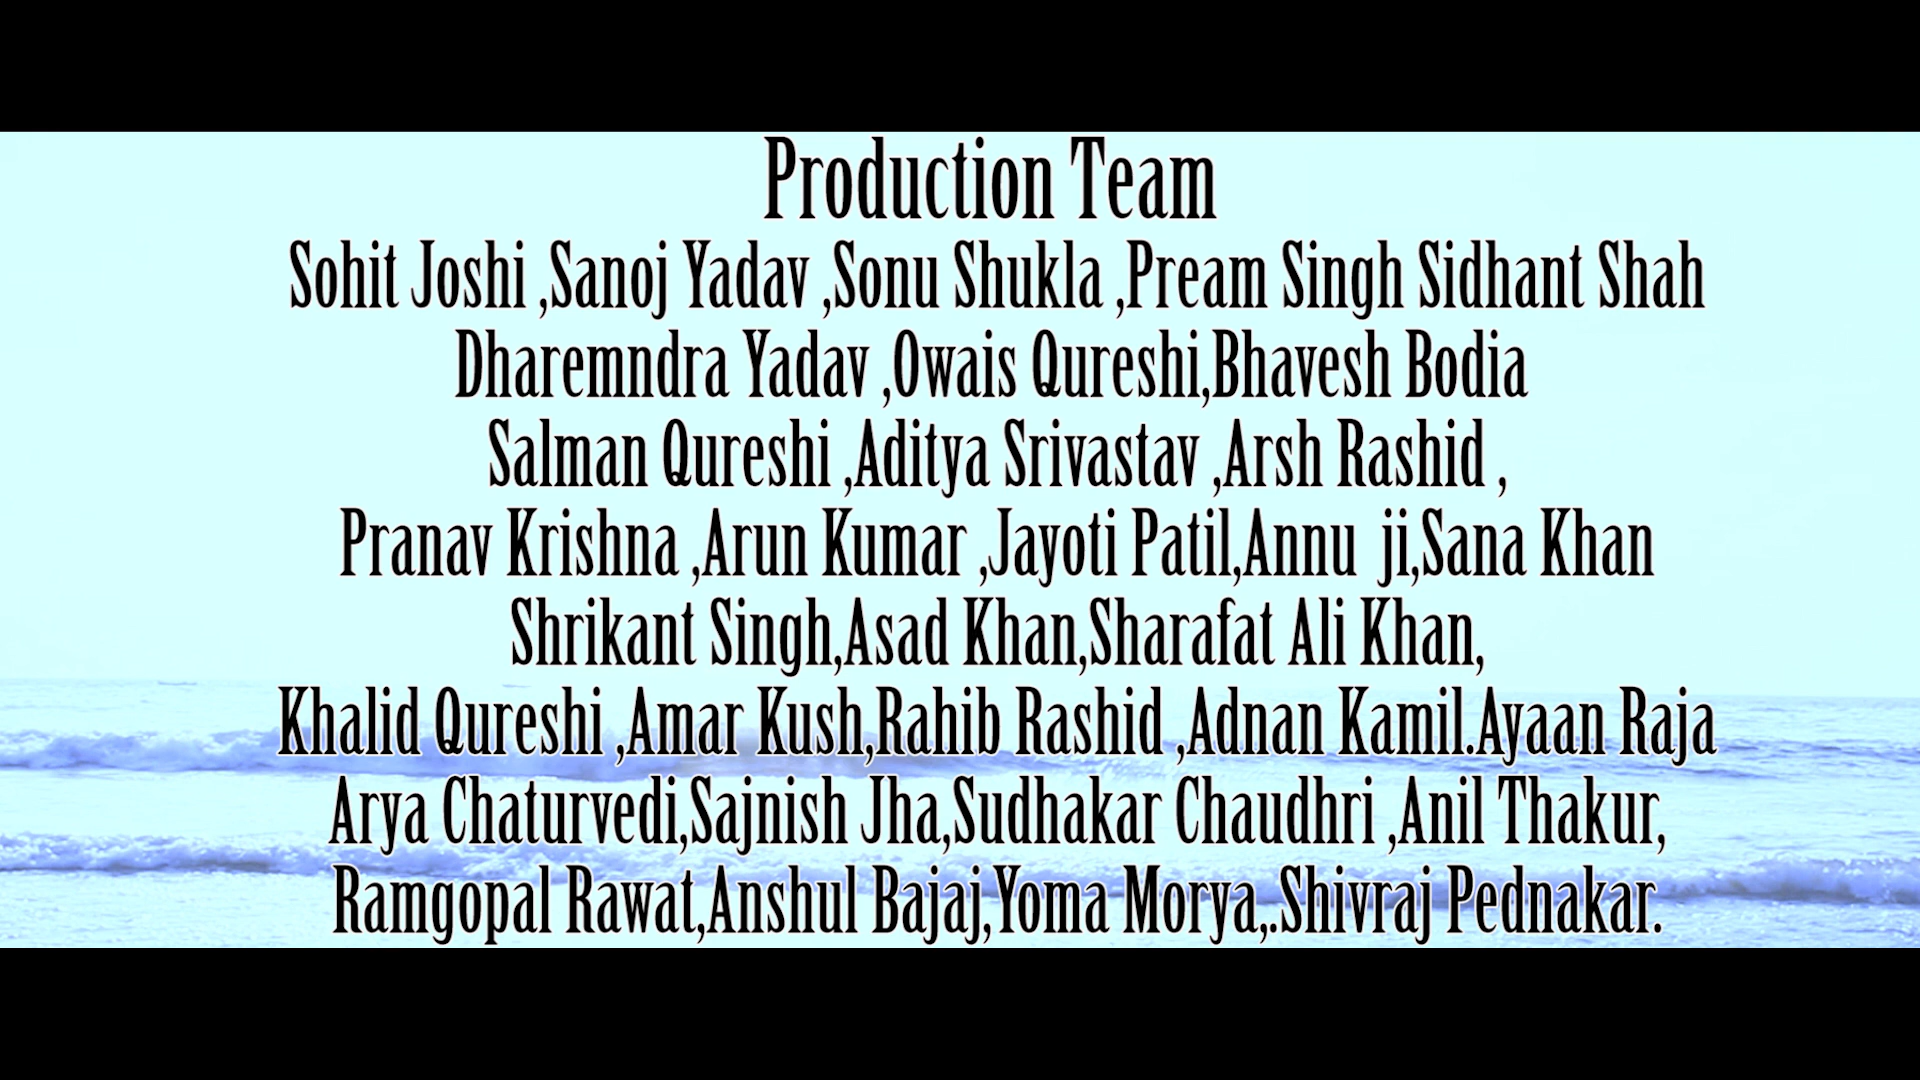 Production Team
Sohit Joshi ,Sanoj Yadav ,Sonu Shukla ,Pream Singh Sidhant Shah
Dharemndra Yadav ,Owais Qureshi,Bhavesh Bodia
Salman Qureshi ,Aditya Srivastav ,Arsh Rashid ,
Pranav Krishna ,Arun Kumar ,Jayoti Patil,Annu  ji,Sana Khan
Shrikant Singh,Asad Khan,Sharafat Ali Khan,
Khalid Qureshi ,Amar Kush,Rahib Rashid ,Adnan Kamil.Ayaan Raja
Arya Chaturvedi,Sajnish Jha,Sudhakar Chaudhri ,Anil Thakur,
Ramgopal Rawat,Anshul Bajaj,Yoma Morya,.Shivraj Pednakar.